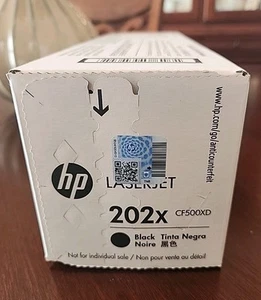 hp
LASERJET
202x CF500XD
Black Tinta Negra
Noire 黑色
Not for individual sale / Non pour vente au détail
www.hp.com/go/anticounterfeit